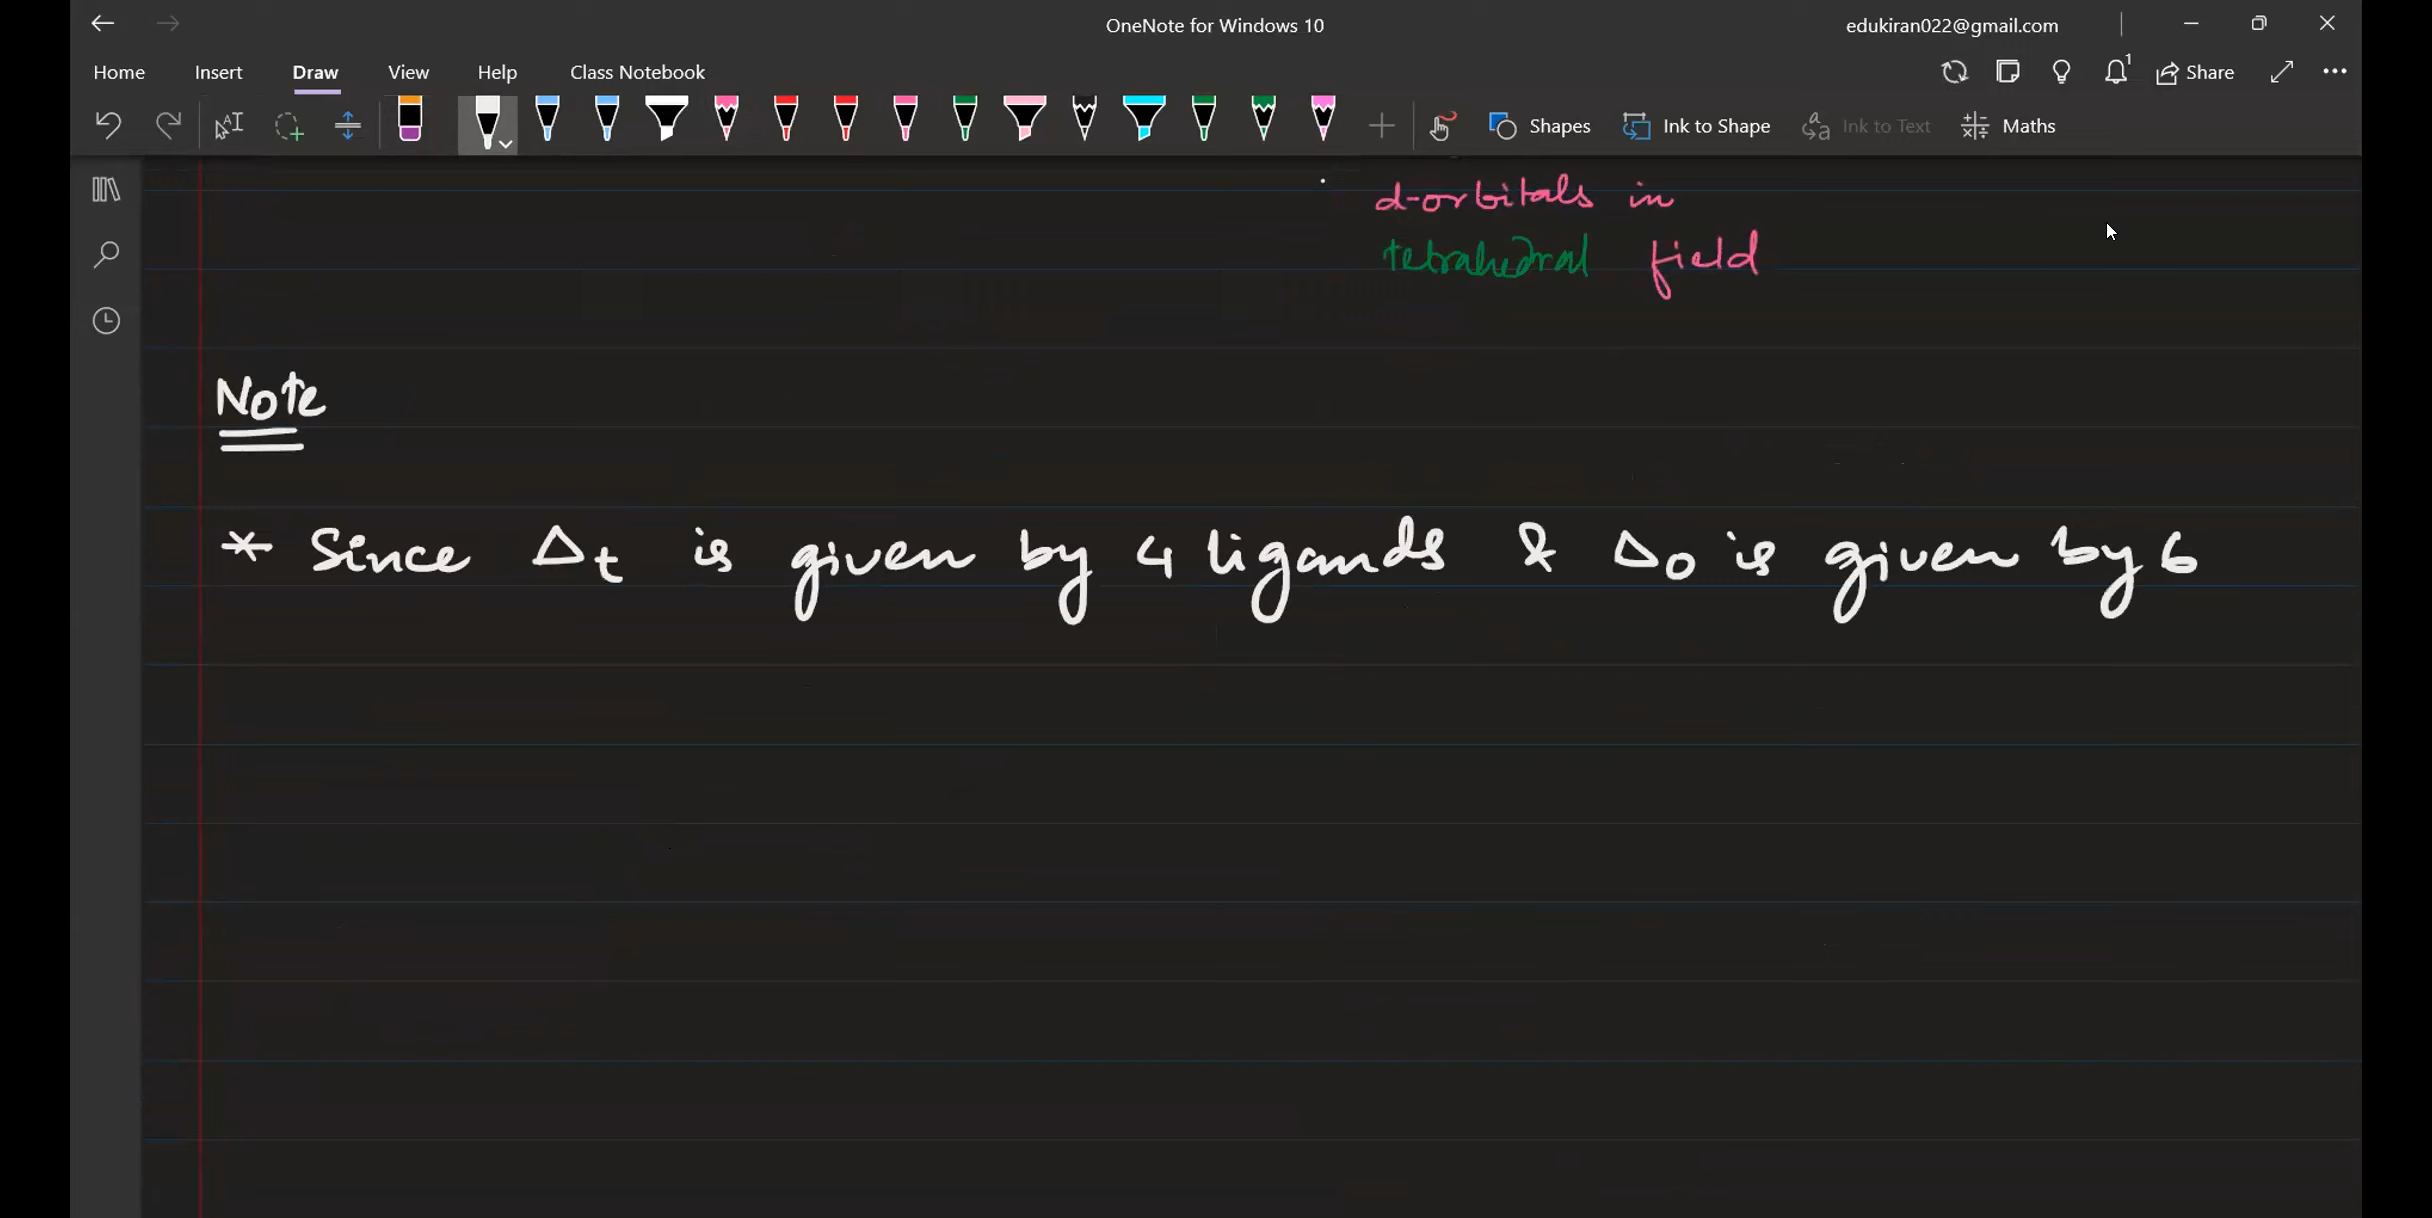 OneNote for Windows 10
edukiran022@gmail.com
Home Insert Draw View Help Class Notebook
Share
Shapes Ink to Shape Ink to Text Maths
d-orbitals in
tetrahedral field
Note
* Since Δt is given by 4 ligands & Δo is given by 6